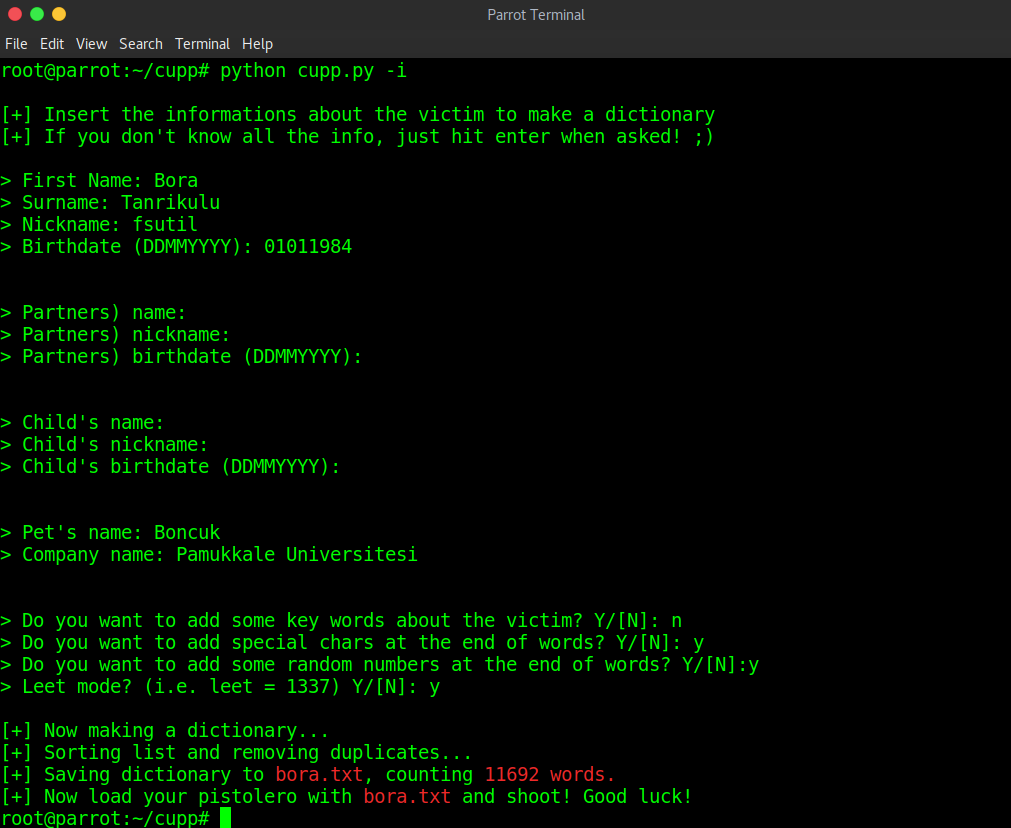 Parrot Terminal
File Edit View Search Terminal Help
root@parrot:~/cupp# python cupp.py -i
[+] Insert the informations about the victim to make a dictionary
[+] If you don't know all the info, just hit enter when asked! ;)
> First Name: Bora
> Surname: Tanrikulu
> Nickname: fsutil
> Birthdate (DDMMYYYY): 01011984
> Partners) name:
> Partners) nickname:
> Partners) birthdate (DDMMYYYY):
> Child's name:
> Child's nickname:
> Child's birthdate (DDMMYYYY):
> Pet's name: Boncuk
> Company name: Pamukkale Universitesi
> Do you want to add some key words about the victim? Y/[N]: n
> Do you want to add special chars at the end of words? Y/[N]: y
> Do you want to add some random numbers at the end of words? Y/[N]:y
> Leet mode? (i.e. leet = 1337) Y/[N]: y
[+] Now making a dictionary...
[+] Sorting list and removing duplicates...
[+] Saving dictionary to bora.txt, counting 11692 words.
[+] Now load your pistolero with bora.txt and shoot! Good luck!
root@parrot:~/cupp#